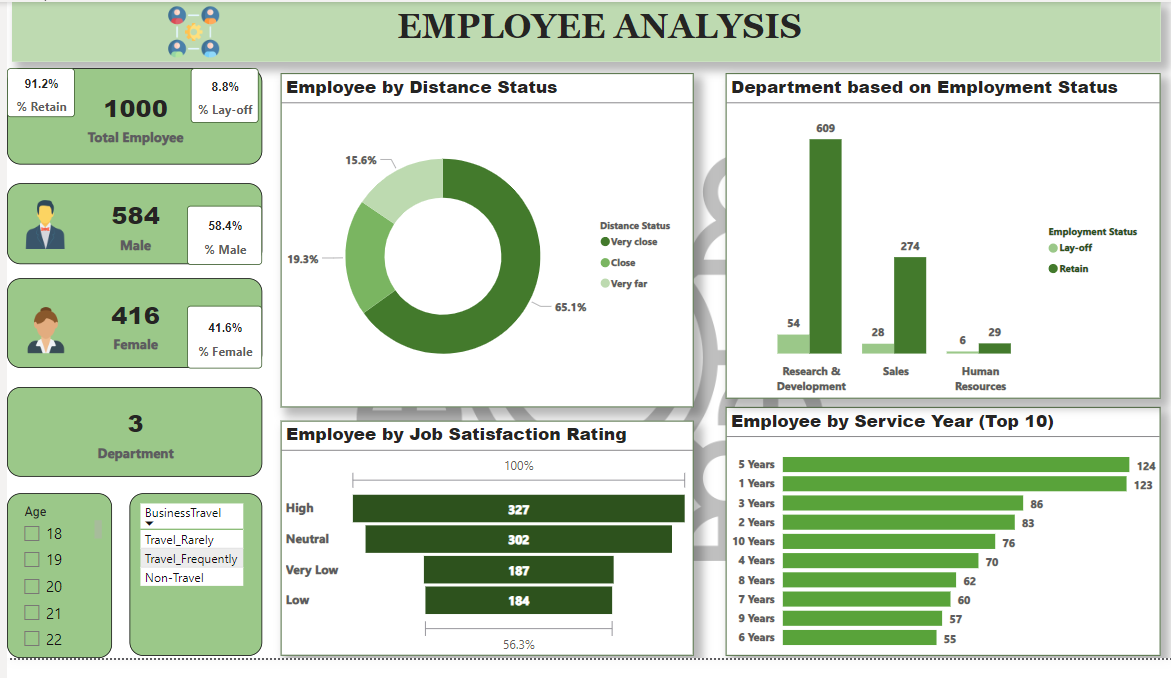 EMPLOYEE ANALYSIS
91.2%
% Retain
8.8%
% Lay-off
1000
Total Employee
584
Male
58.4%
% Male
416
Female
41.6%
% Female
3
Department
Age
18
19
20
21
22
BusinessTravel
Travel_Rarely
Travel_Frequently
Non-Travel
Employee by Distance Status
15.6%
19.3%
65.1%
Distance Status
Very close
Close
Very far
Employee by Job Satisfaction Rating
100%
High 327
Neutral 302
Very Low 187
Low 184
56.3%
Department based on Employment Status
609
274
54
28
6
29
Research &
Development
Sales
Human
Resources
Employment Status
Lay-off
Retain
Employee by Service Year (Top 10)
5 Years 124
1 Years 123
3 Years 86
2 Years 83
10 Years 76
4 Years 70
8 Years 62
7 Years 60
9 Years 57
6 Years 55